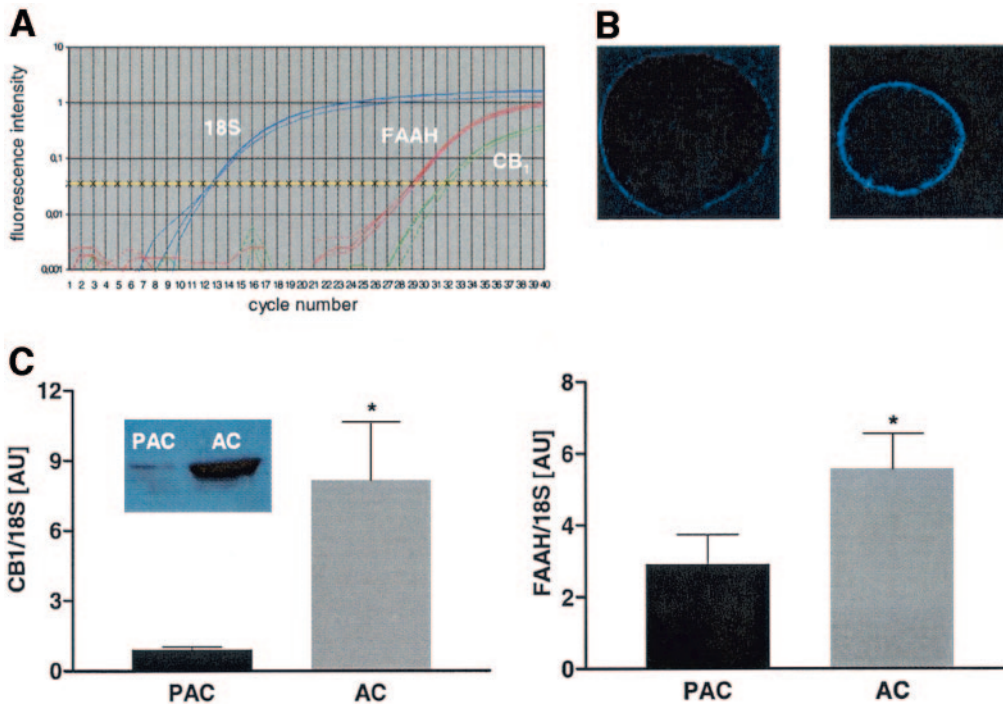 A
fluorescence intensity
10
1
0,1
0,01
0,001
18S
FAAH
CB1
1 2 3 4 5 6 7 8 9 10 11 12 13 14 15 16 17 18 19 20 21 22 23 24 25 26 27 28 29 30 31 32 33 34 35 36 37 38 39 40
cycle number
B
C
CB1/18S [AU]
12
9
6
3
0
PAC AC
*
PAC AC
FAAH/18S [AU]
8
6
4
2
0
*
PAC AC